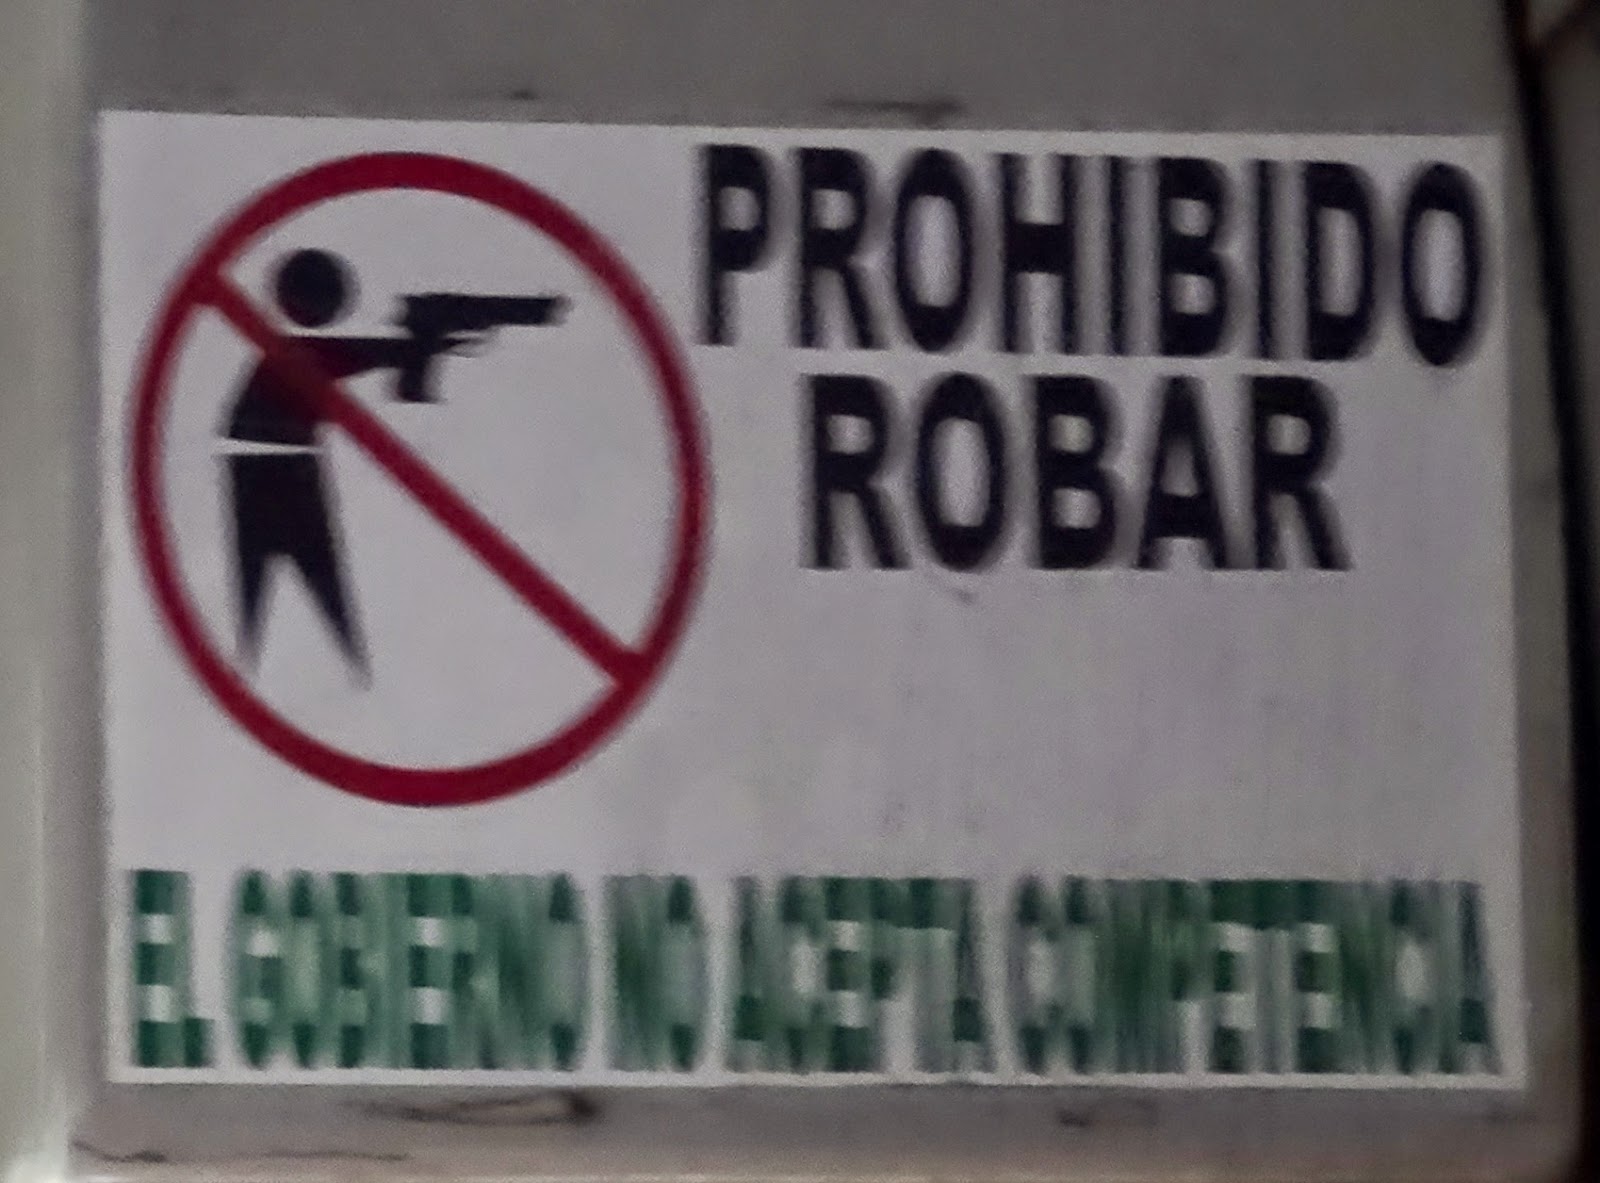 PROHIBIDO
ROBAR
EL GOBIERNO NO ACEPTA COMPETENCIA